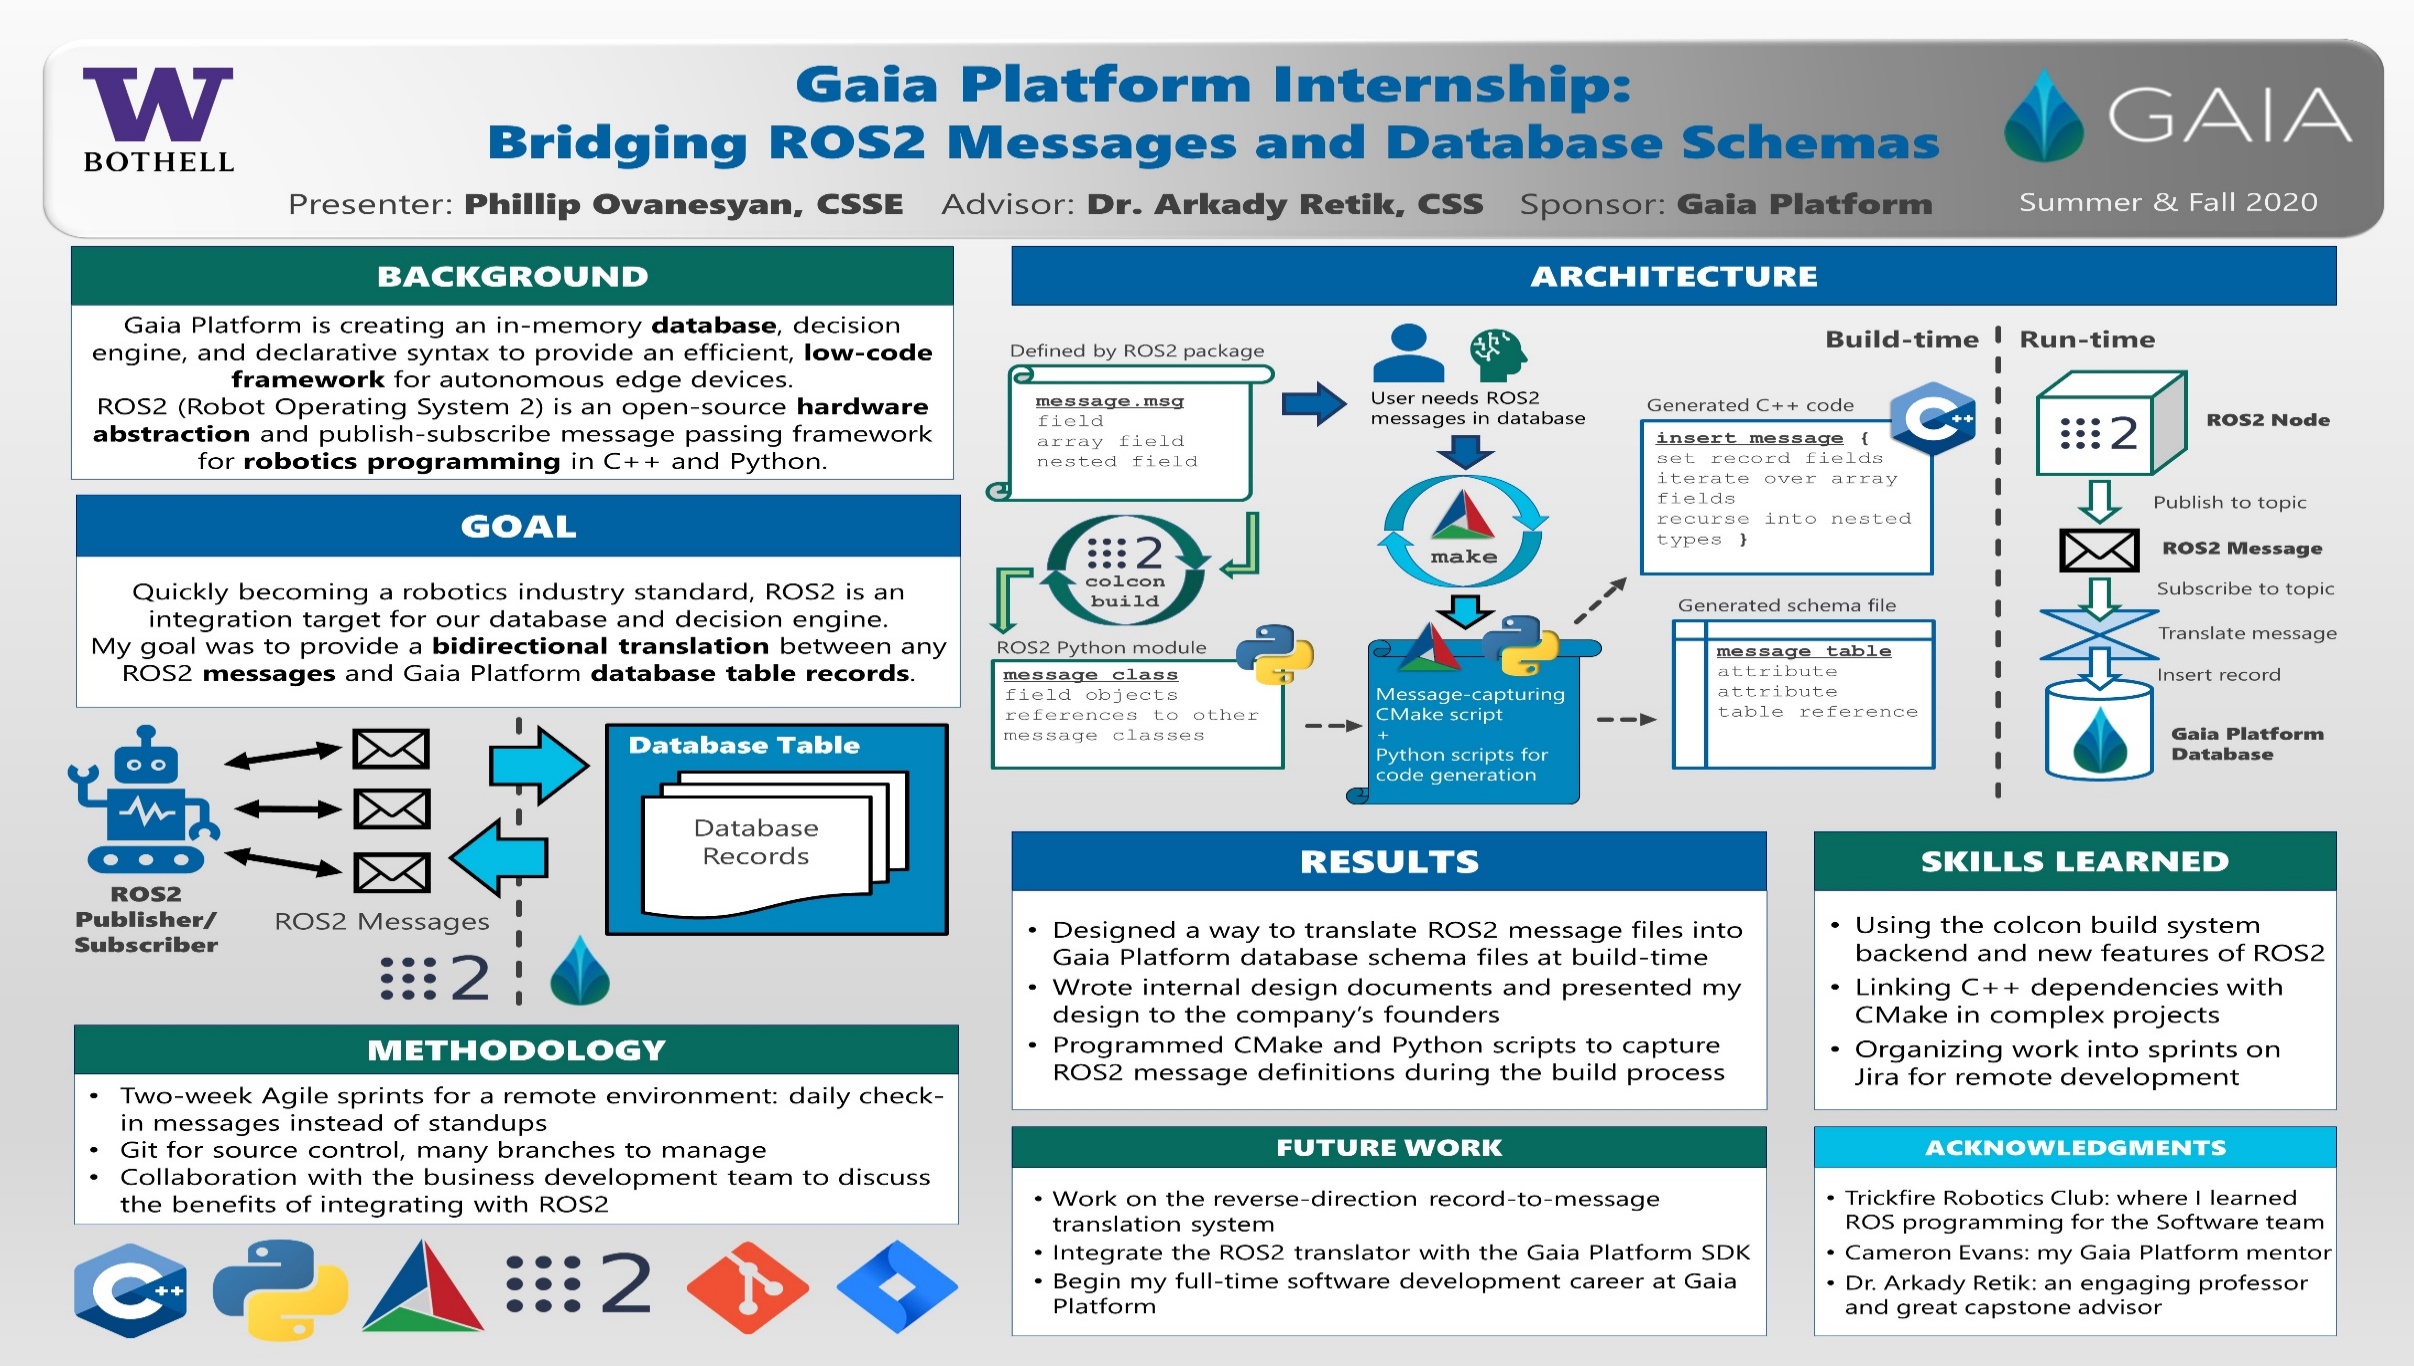 W
BOTHELL
Gaia Platform Internship:
Bridging ROS2 Messages and Database Schemas
Presenter: Phillip Ovanesyan, CSSE Advisor: Dr. Arkady Retik, CSS Sponsor: Gaia Platform
GAIA
Summer & Fall 2020
BACKGROUND
Gaia Platform is creating an in-memory database, decision
engine, and declarative syntax to provide an efficient, low-code
framework for autonomous edge devices.
ROS2 (Robot Operating System 2) is an open-source hardware
abstraction and publish-subscribe message passing framework
for robotics programming in C++ and Python.
GOAL
Quickly becoming a robotics industry standard, ROS2 is an
integration target for our database and decision engine.
My goal was to provide a bidirectional translation between any
ROS2 messages and Gaia Platform database table records.
ROS2
Publisher/
Subscriber
ROS2 Messages
2
Database Table
Database
Records
METHODOLOGY
• Two-week Agile sprints for a remote environment: daily check-
in messages instead of standups
• Git for source control, many branches to manage
• Collaboration with the business development team to discuss
the benefits of integrating with ROS2
C++
2
ARCHITECTURE
Defined by ROS2 package
message.msg
field
array field
nested field
2
colcon
build
ROS2 Python module
message class
field objects
references to other
message classes
User needs ROS2
messages in database
make
Message-capturing
CMake script
+
Python scripts for
code generation
Build-time
Generated C++ code
C++
insert message {
set record fields
iterate over array
fields
recurse into nested
types }
Generated schema file
message table
attribute
attribute
table reference
Run-time
2
ROS2 Node
Publish to topic
ROS2 Message
Subscribe to topic
Translate message
Insert record
Gaia Platform
Database
RESULTS
• Designed a way to translate ROS2 message files into
Gaia Platform database schema files at build-time
• Wrote internal design documents and presented my
design to the company's founders
• Programmed CMake and Python scripts to capture
ROS2 message definitions during the build process
SKILLS LEARNED
• Using the colcon build system
backend and new features of ROS2
• Linking C++ dependencies with
CMake in complex projects
• Organizing work into sprints on
Jira for remote development
FUTURE WORK
• Work on the reverse-direction record-to-message
translation system
• Integrate the ROS2 translator with the Gaia Platform SDK
• Begin my full-time software development career at Gaia
Platform
ACKNOWLEDGMENTS
• Trickfire Robotics Club: where I learned
ROS programming for the Software team
• Cameron Evans: my Gaia Platform mentor
• Dr. Arkady Retik: an engaging professor
and great capstone advisor